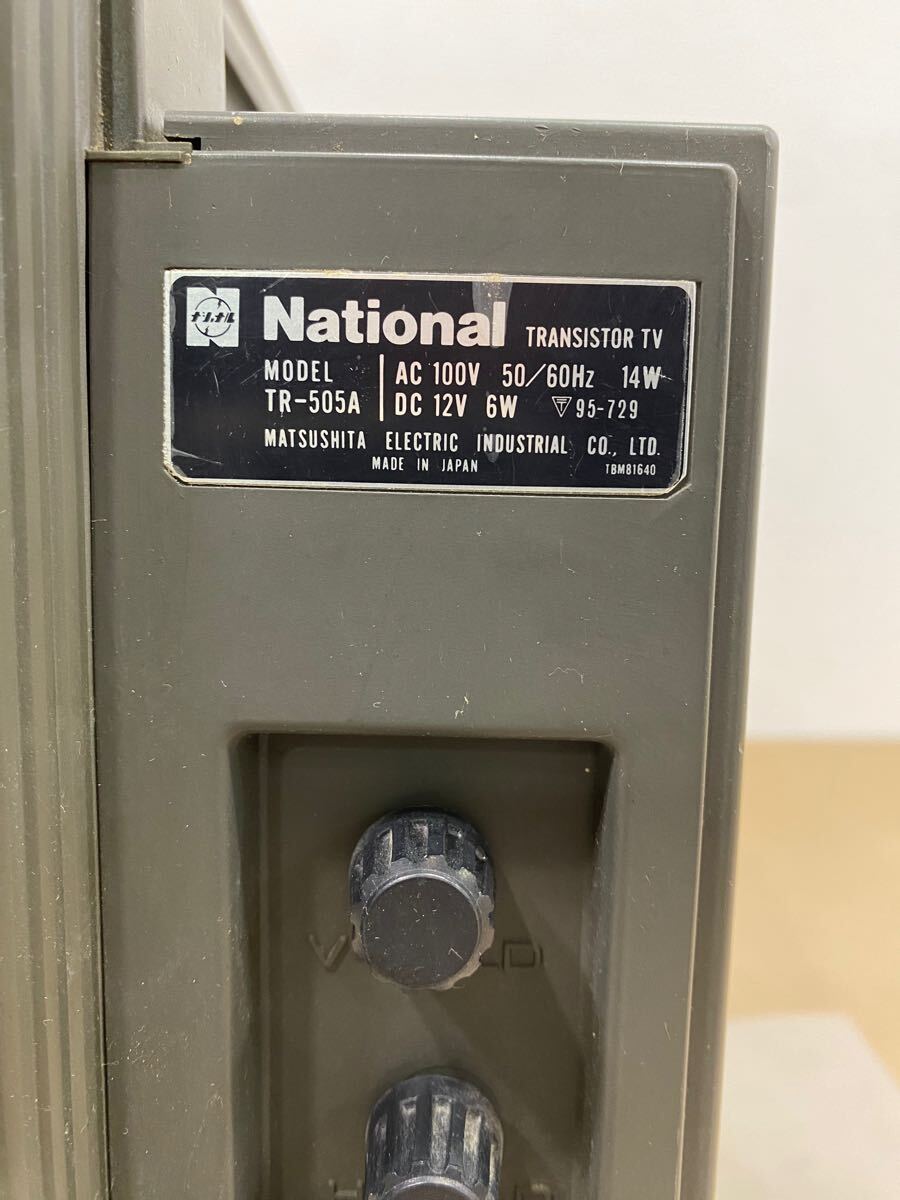 ナショナル National TRANSISTOR TV
MODEL AC 100V 50/60Hz 14W
TR-505A DC 12V 6W 95-729
MATSUSHITA ELECTRIC INDUSTRIAL CO., LTD.
MADE IN JAPAN TBM81640